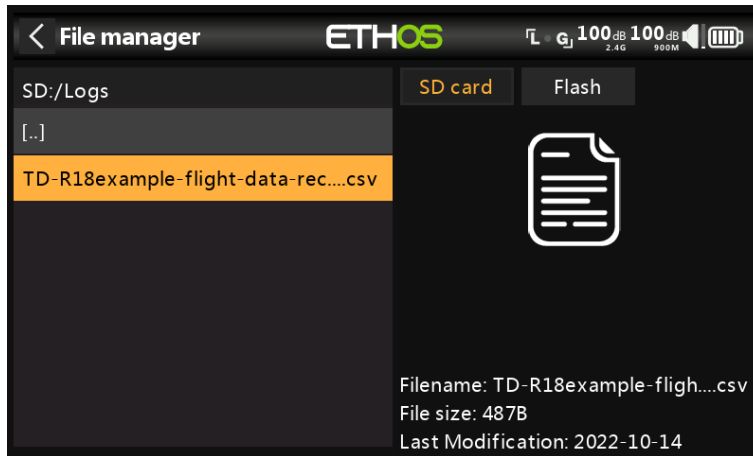 File manager
ETHOS
L G 100dB 2.4G 100dB 900M
SD:/Logs
SD card
Flash
[..]
TD-R18example-flight-data-rec....csv
Filename: TD-R18example-fligh....csv
File size: 487B
Last Modification: 2022-10-14